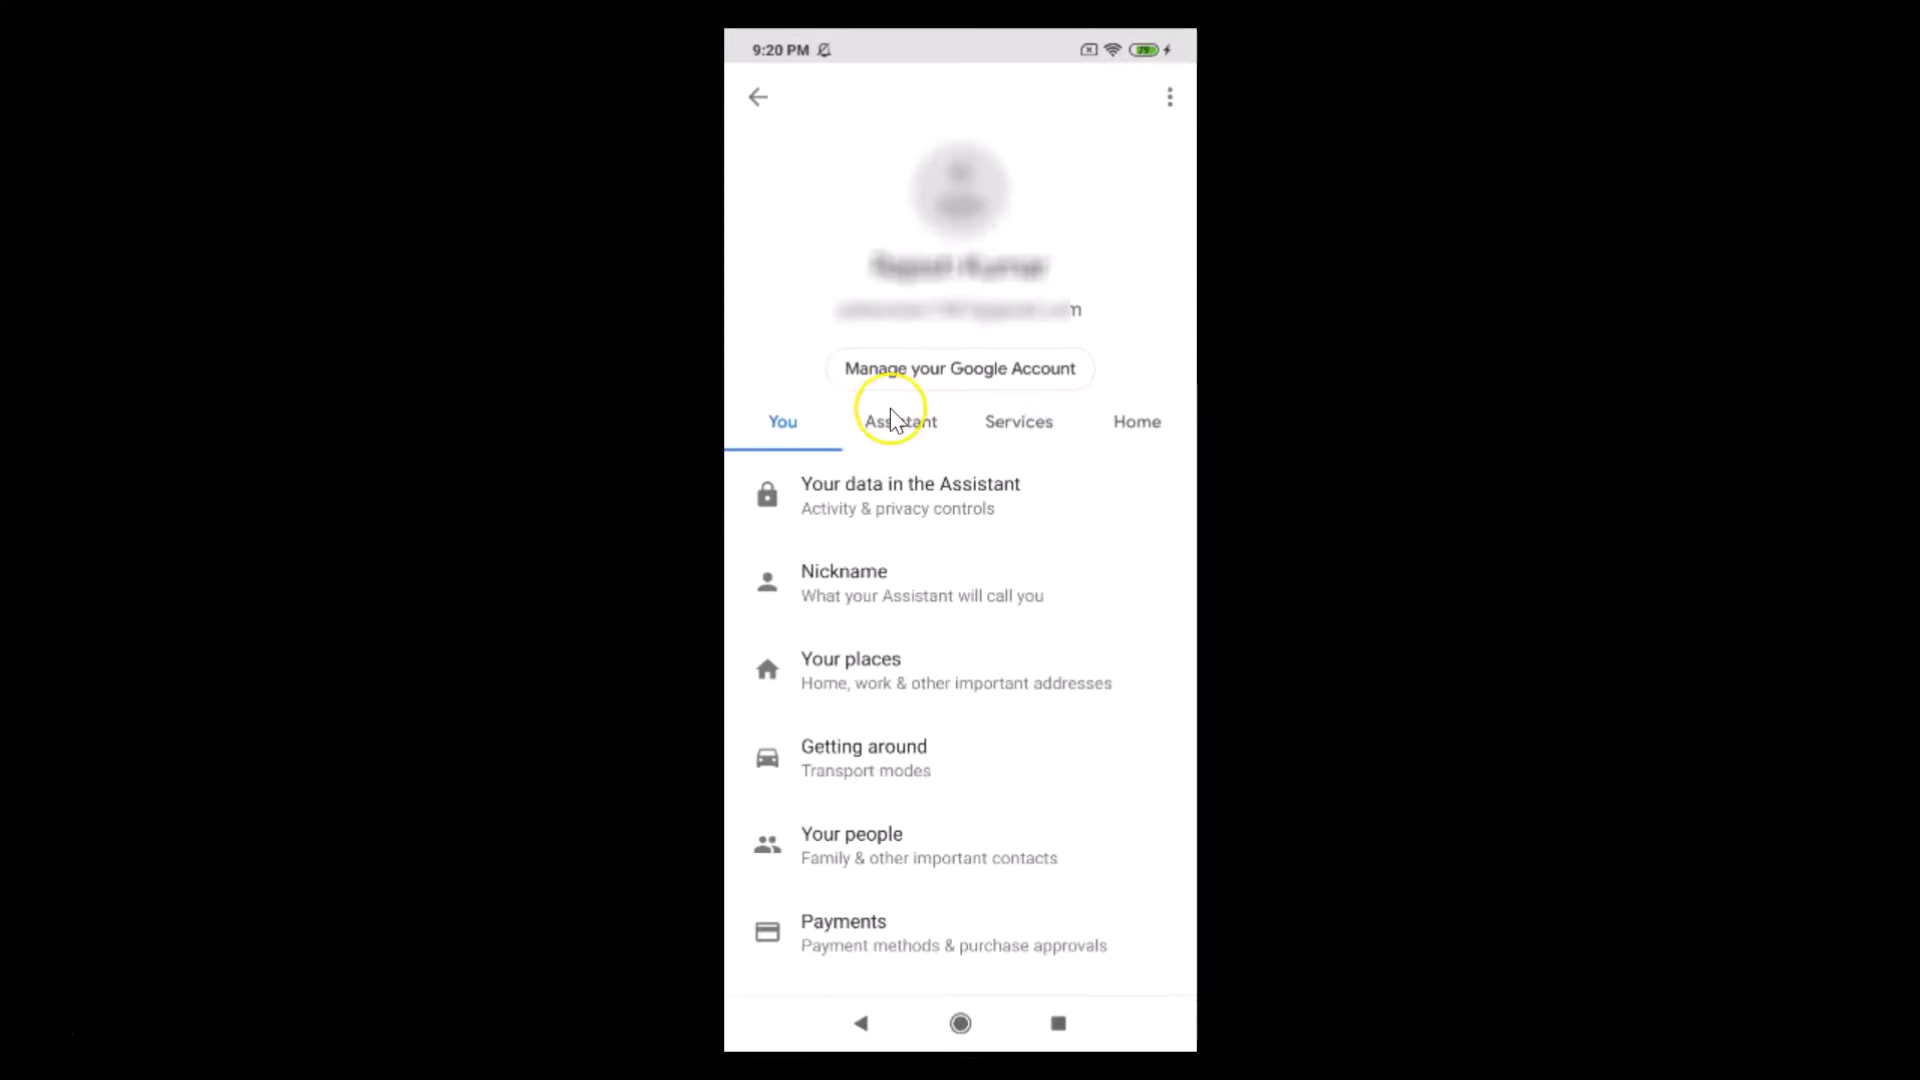 9:20 PM
79
Manage your Google Account
You Assistant Services Home
Your data in the Assistant
Activity & privacy controls
Nickname
What your Assistant will call you
Your places
Home, work & other important addresses
Getting around
Transport modes
Your people
Family & other important contacts
Payments
Payment methods & purchase approvals